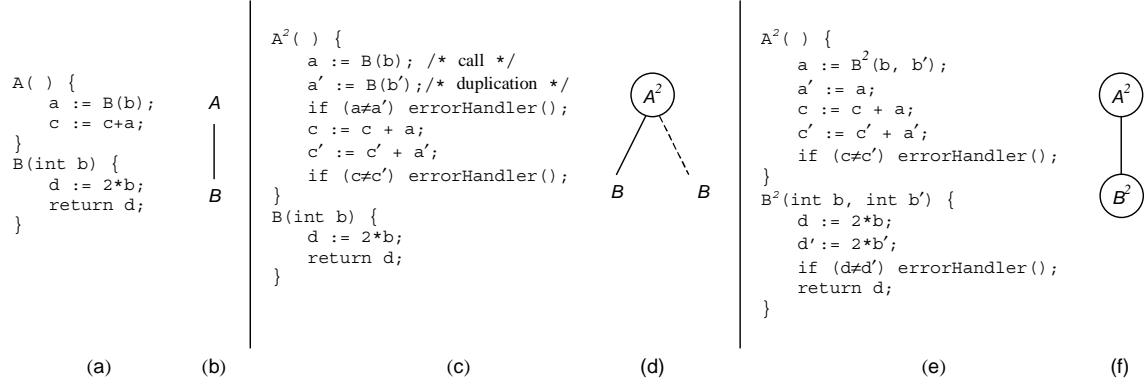 A( ) {
a := B(b);
c := c+a;
}
B(int b) {
d := 2*b;
return d;
}
A
B
A²( ) {
a := B(b); /* call */
a′ := B(b′);/* duplication */
if (a≠a′) errorHandler();
c := c + a;
c′ := c′ + a′;
if (c≠c′) errorHandler();
}
B(int b) {
d := 2*b;
return d;
}
A²
B B
A²( ) {
a := B²(b, b′);
a′ := a;
c := c + a;
c′ := c′ + a′;
if (c≠c′) errorHandler();
}
B²(int b, int b′) {
d := 2*b;
d′:= 2*b′;
if (d≠d′) errorHandler();
return d;
}
A²
B²
(a) (b) (c) (d) (e) (f)